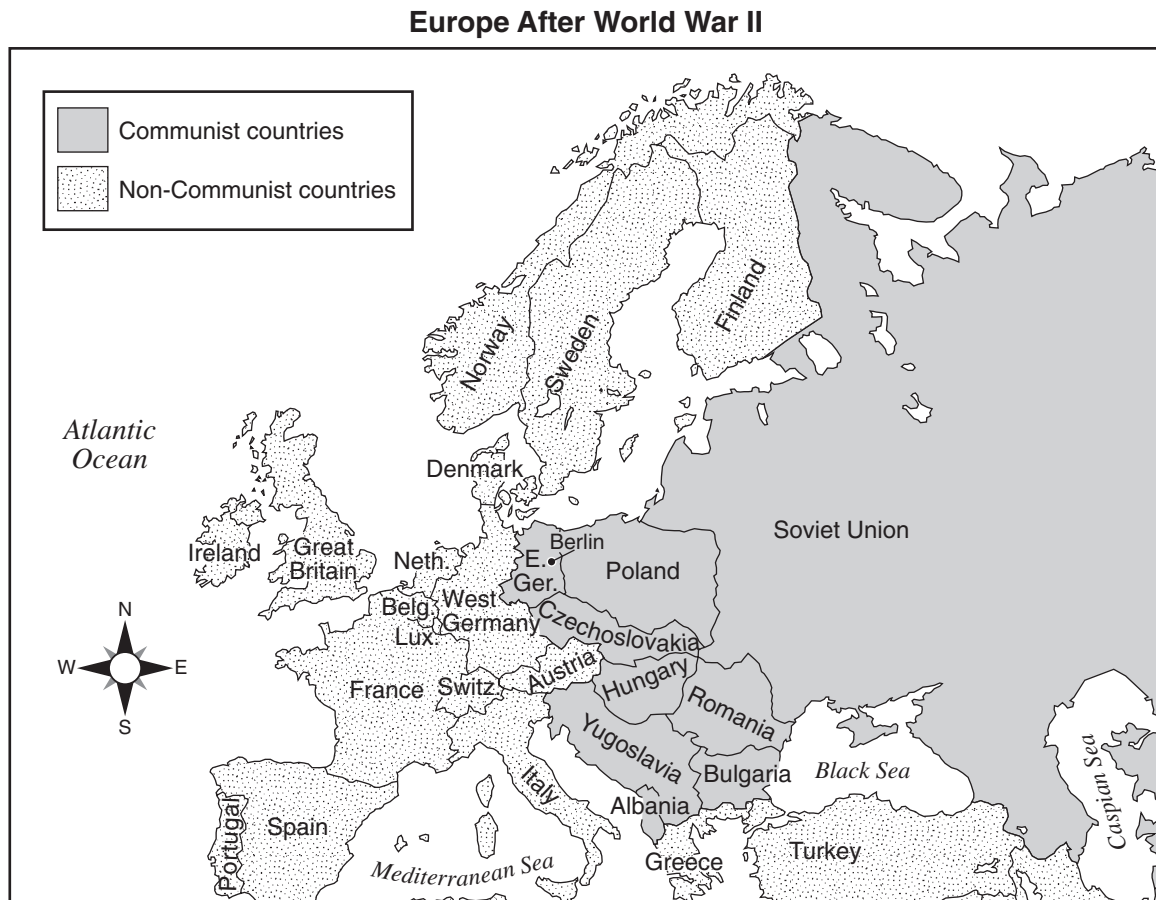 Europe After World War II
Communist countries
Non-Communist countries
Norway
Sweden
Finland
Atlantic
Ocean
Denmark
Soviet Union
Ireland
Great
Britain
Neth.
Berlin
E.
Ger.
Poland
Belg.
West
Germany
Lux.
Czechoslovakia
N
W
E
S
France
Switz.
Austria
Hungary
Romania
Yugoslavia
Bulgaria
Black Sea
Caspian Sea
Italy
Albania
Portugal
Spain
Mediterranean Sea
Greece
Turkey